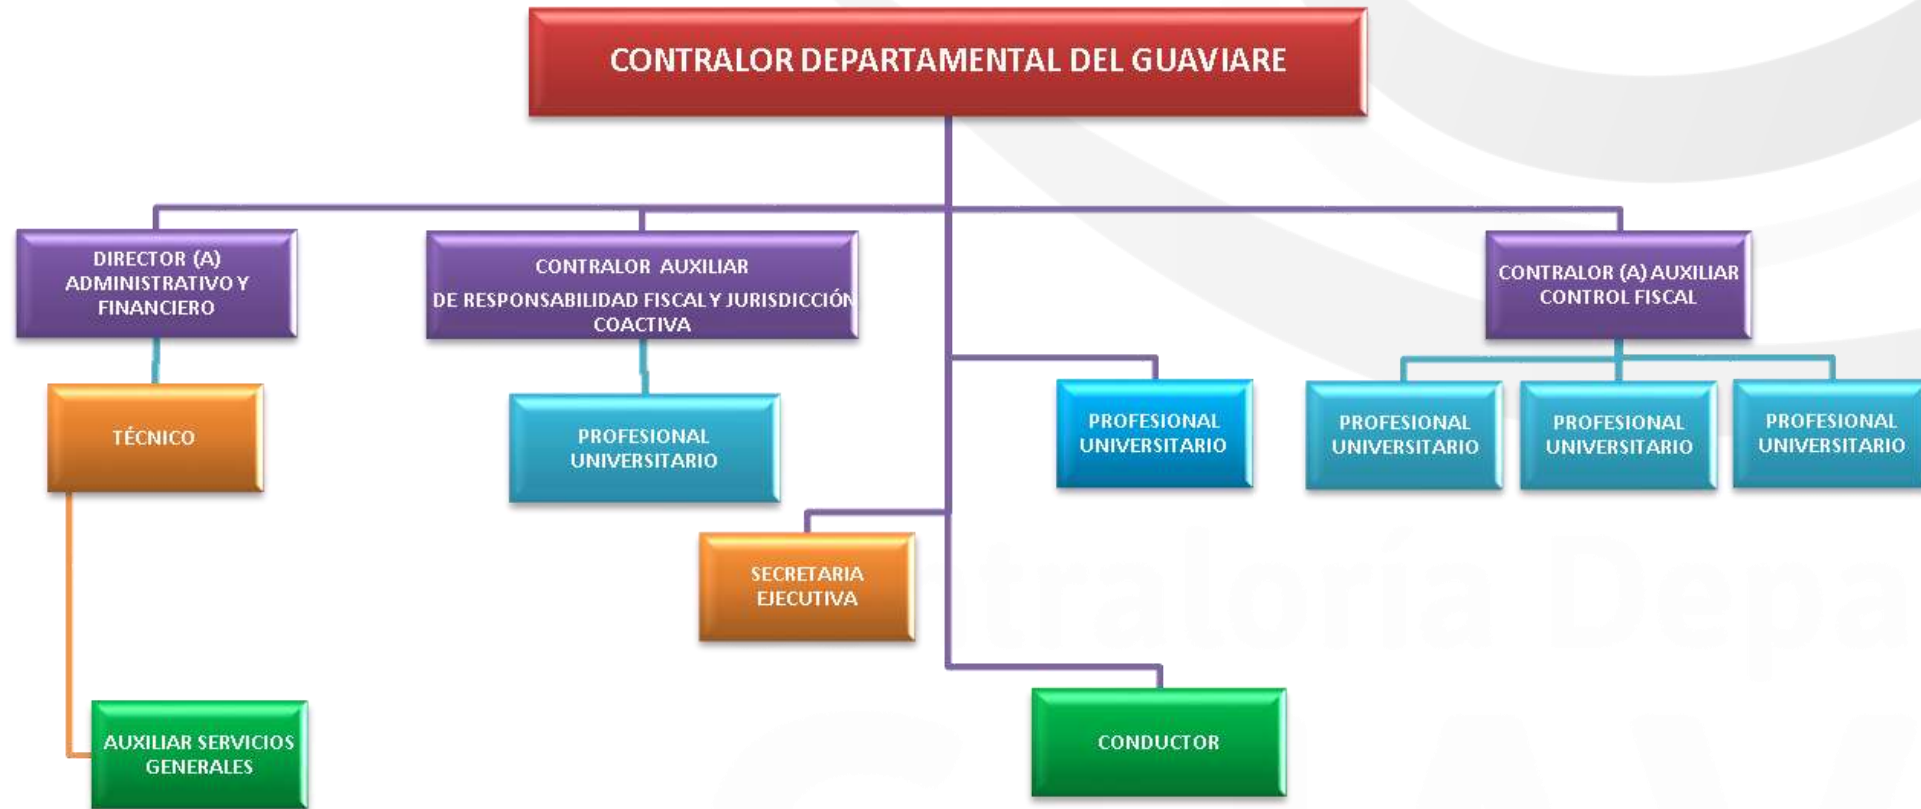 CONTRALOR DEPARTAMENTAL DEL GUAVIARE
DIRECTOR (A)
ADMINISTRATIVO Y
FINANCIERO
CONTRALOR AUXILIAR
DE RESPONSABILIDAD FISCAL Y JURISDICCIÓN
COACTIVA
CONTRALOR (A) AUXILIAR
CONTROL FISCAL
TÉCNICO
PROFESIONAL
UNIVERSITARIO
PROFESIONAL
UNIVERSITARIO
PROFESIONAL
UNIVERSITARIO
PROFESIONAL
UNIVERSITARIO
PROFESIONAL
UNIVERSITARIO
SECRETARIA
EJECUTIVA
AUXILIAR SERVICIOS
GENERALES
CONDUCTOR